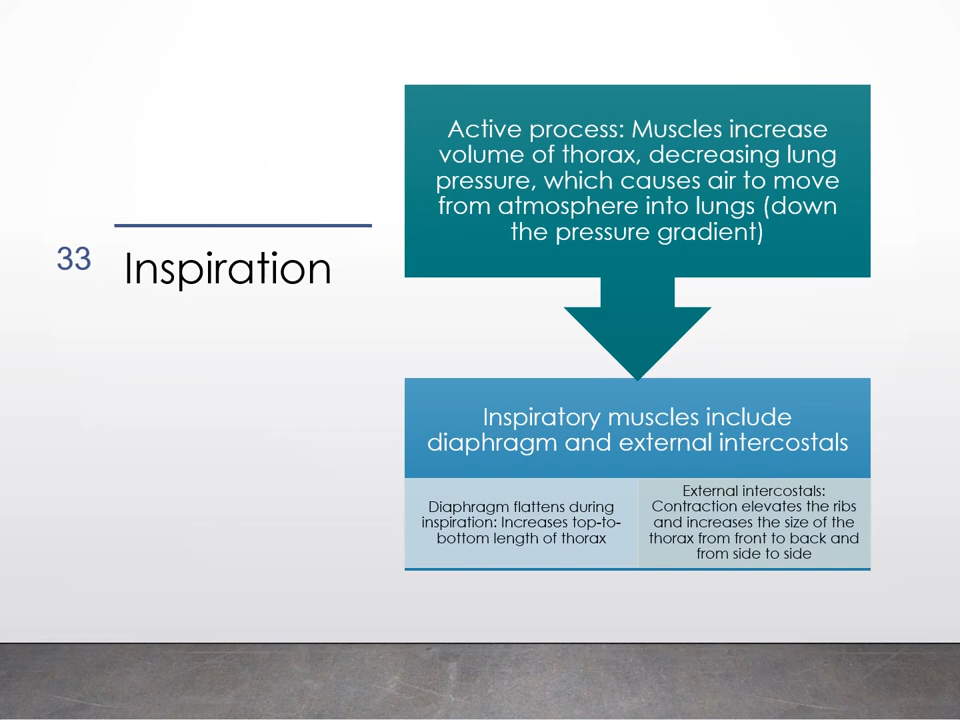 33
Inspiration
Active process: Muscles increase
volume of thorax, decreasing lung
pressure, which causes air to move
from atmosphere into lungs (down
the pressure gradient)
Inspiratory muscles include
diaphragm and external intercostals
Diaphragm flattens during
inspiration: Increases top-to-
bottom length of thorax
External intercostals:
Contraction elevates the ribs
and increases the size of the
thorax from front to back and
from side to side